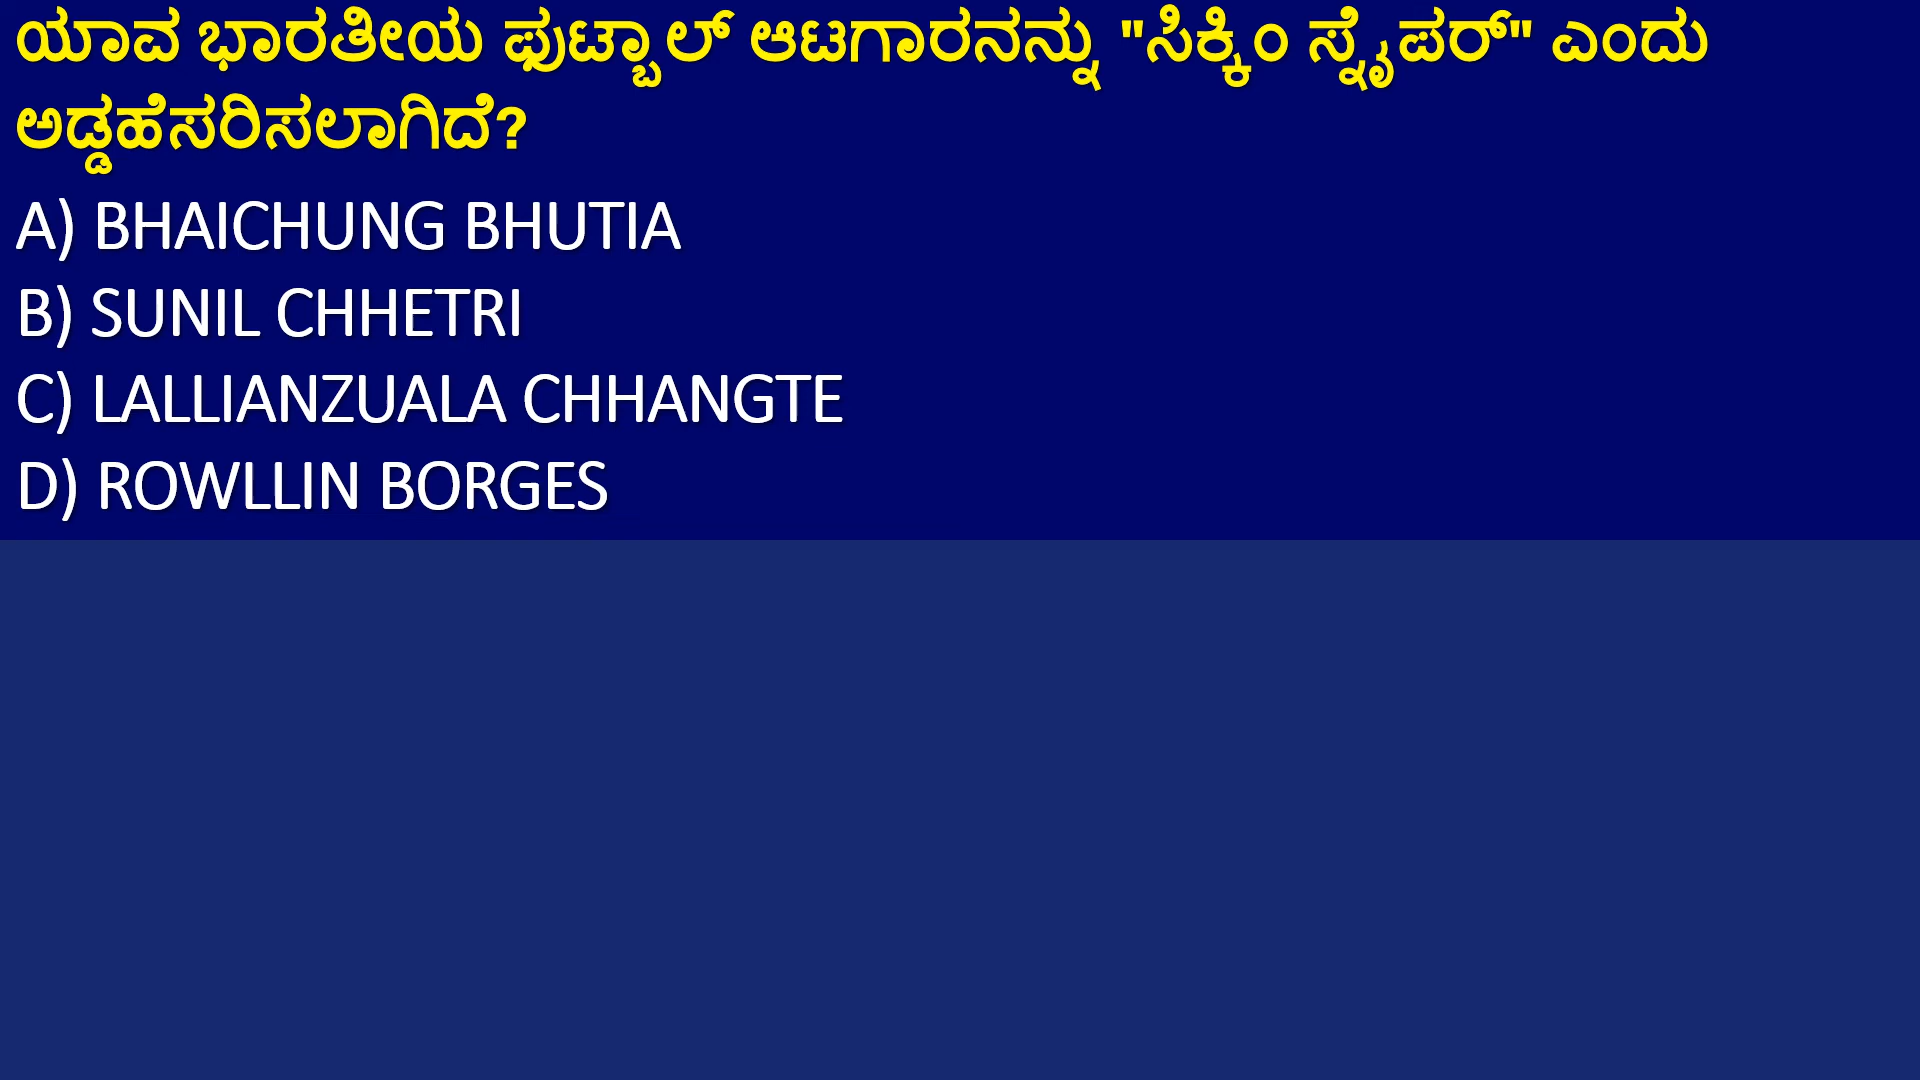 ಯಾವ ಭಾರತೀಯ ಫುಟ್ಬಾಲ್ ಆಟಗಾರನನ್ನು "ಸಿಕ್ಕಿಂ ಸ್ನೈಪರ್" ಎಂದು
ಅಡ್ಡಹೆಸರಿಸಲಾಗಿದೆ?
A) BHAICHUNG BHUTIA
B) SUNIL CHHETRI
C) LALLIANZUALA CHHANGTE
D) ROWLLIN BORGES